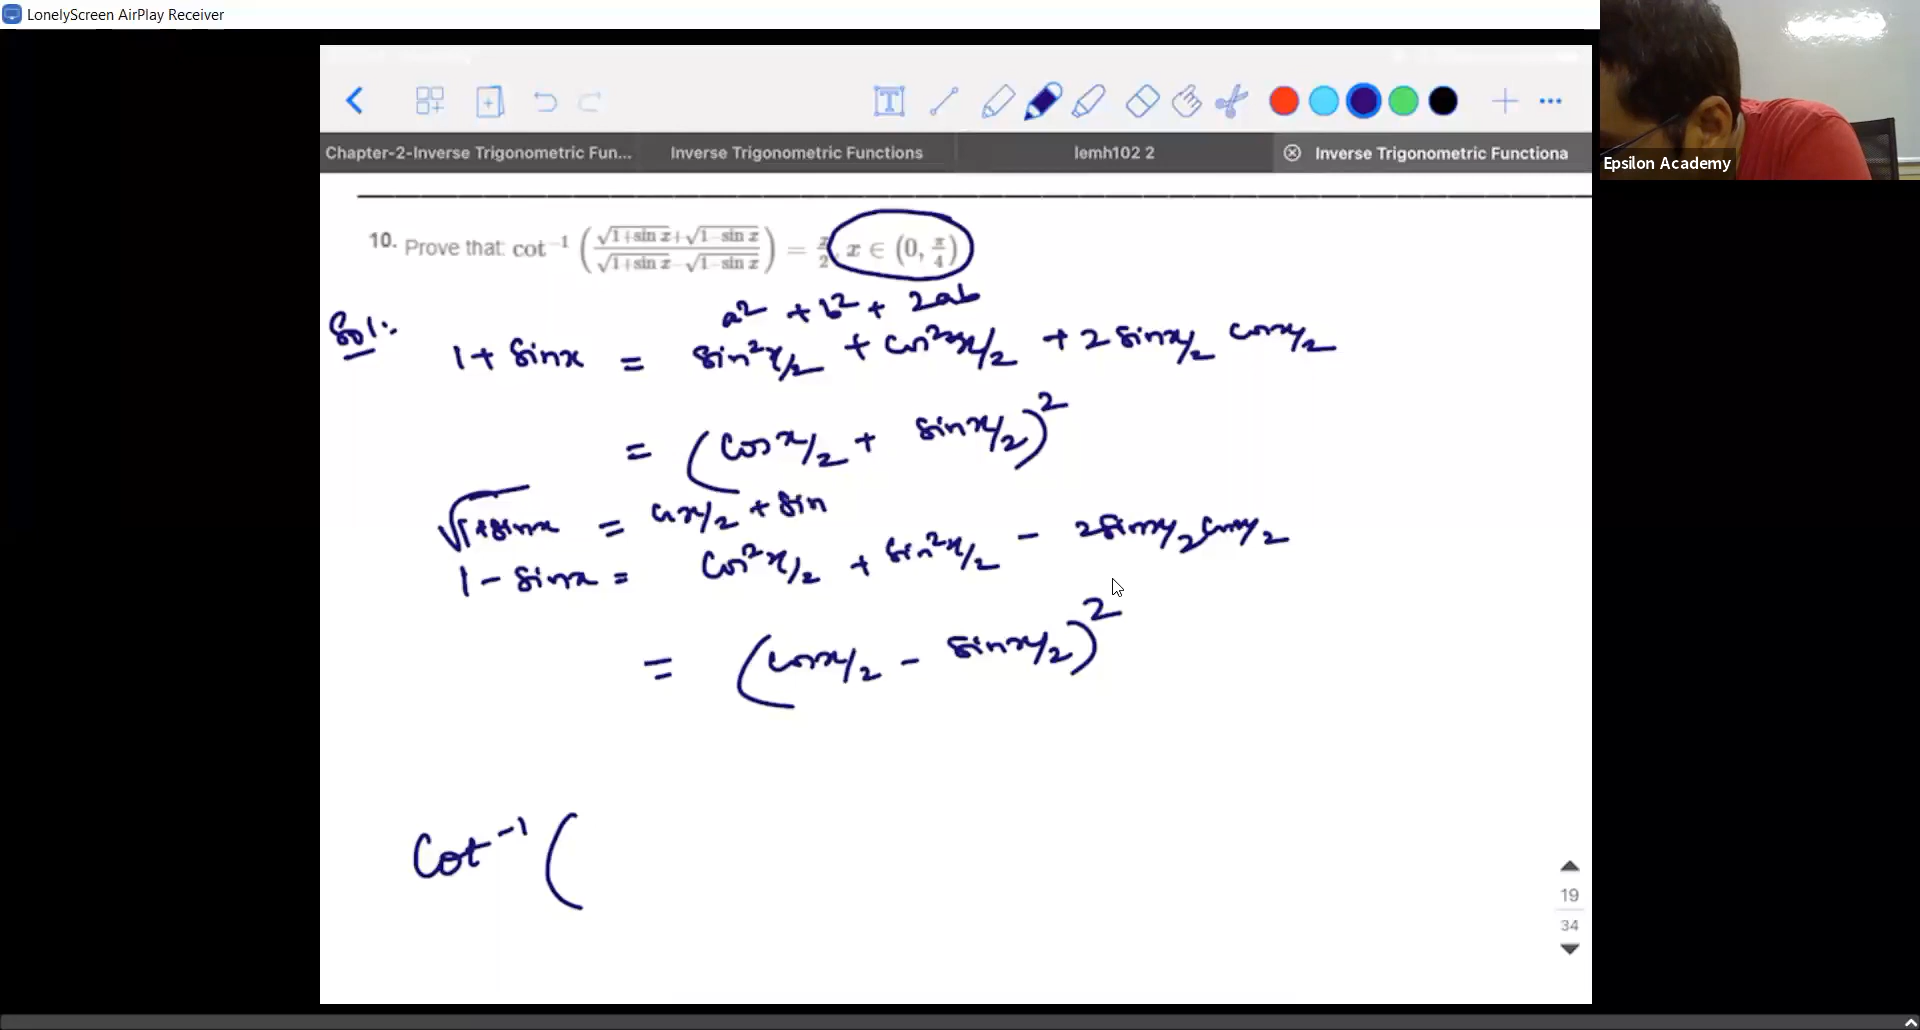 LonelyScreen AirPlay Receiver
Epsilon Academy
Chapter-2-Inverse Trigonometric Fun... Inverse Trigonometric Functions lemh102 2 Inverse Trigonometric Functiona
10. Prove that: cot⁻¹ ((√1+sin x+√1-sin x)/(√1+sin x-√1-sin x)) = x/2, x ∈ (0, π/4)
a² + b² + 2ab
Sol:- 1 + sinx = sin²x/2 + cos²x/2 + 2 sinx/2 cosx/2
= (cosx/2 + sinx/2)²
√1+sinx = cosx/2 + sin
1 - sinx = cos²x/2 + sin²x/2 - 2sinx/2 cosx/2
= (cosx/2 - sinx/2)²
Cot⁻¹ (
19
34